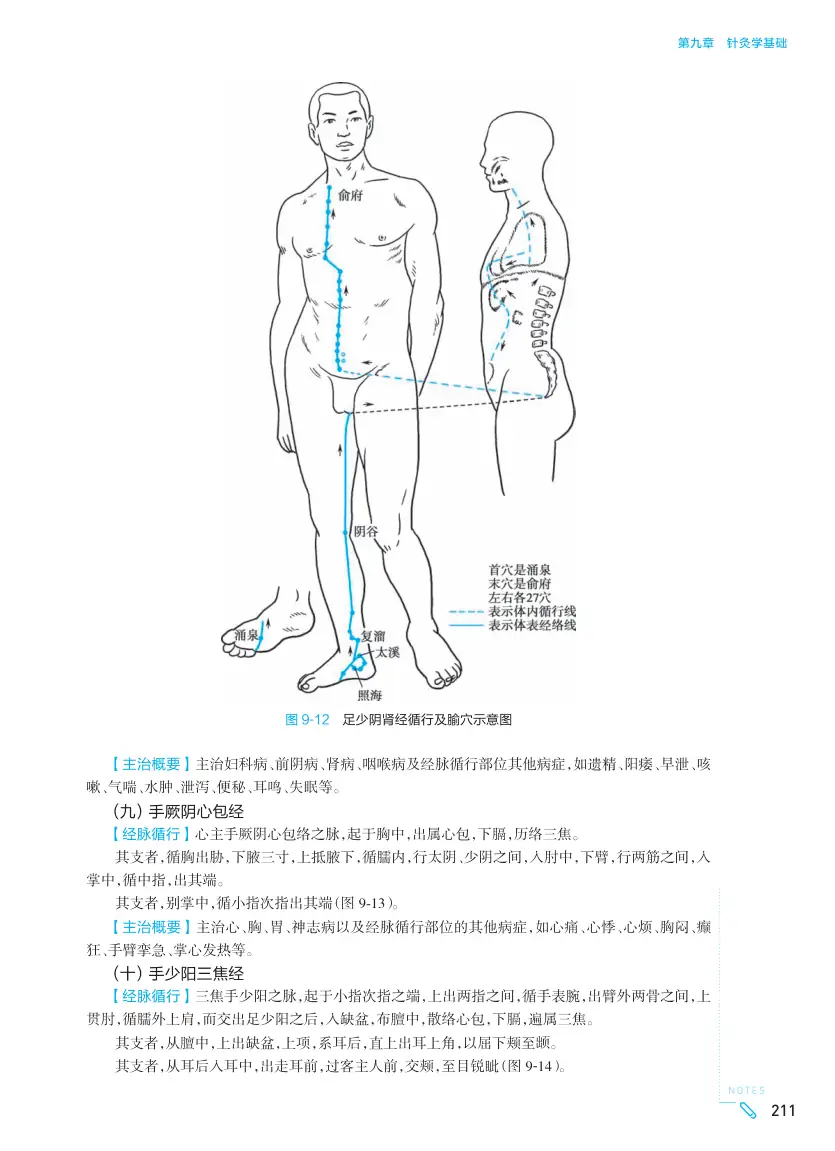 第九章 针灸学基础
俞府
阴谷
首穴是涌泉
末穴是俞府
左右各27穴
表示体内循行线
表示体表经络线
涌泉
复溜
太溪
照海
图 9-12 足少阴肾经循行及腧穴示意图
【主治概要】主治妇科病、前阴病、肾病、咽喉病及经脉循行部位其他病症,如遗精、阳痿、早泄、咳
嗽、气喘、水肿、泄泻、便秘、耳鸣、失眠等。
(九)手厥阴心包经
【经脉循行】心主手厥阴心包络之脉,起于胸中,出属心包,下膈,历络三焦。
其支者,循胸出胁,下腋三寸,上抵腋下,循臑内,行太阴、少阴之间,入肘中,下臂,行两筋之间,入
掌中,循中指,出其端。
其支者,别掌中,循小指次指出其端(图 9-13)。
【主治概要】主治心、胸、胃、神志病以及经脉循行部位的其他病症,如心痛、心悸、心烦、胸闷、癫
狂、手臂挛急、掌心发热等。
(十)手少阳三焦经
【经脉循行】三焦手少阳之脉,起于小指次指之端,上出两指之间,循手表腕,出臂外两骨之间,上
贯肘,循臑外上肩,而交出足少阳之后,入缺盆,布膻中,散络心包,下膈,遍属三焦。
其支者,从膻中,上出缺盆,上项,系耳后,直上出耳上角,以屈下颊至䪼。
其支者,从耳后入耳中,出走耳前,过客主人前,交颊,至目锐眦(图 9-14)。
NOTES
211